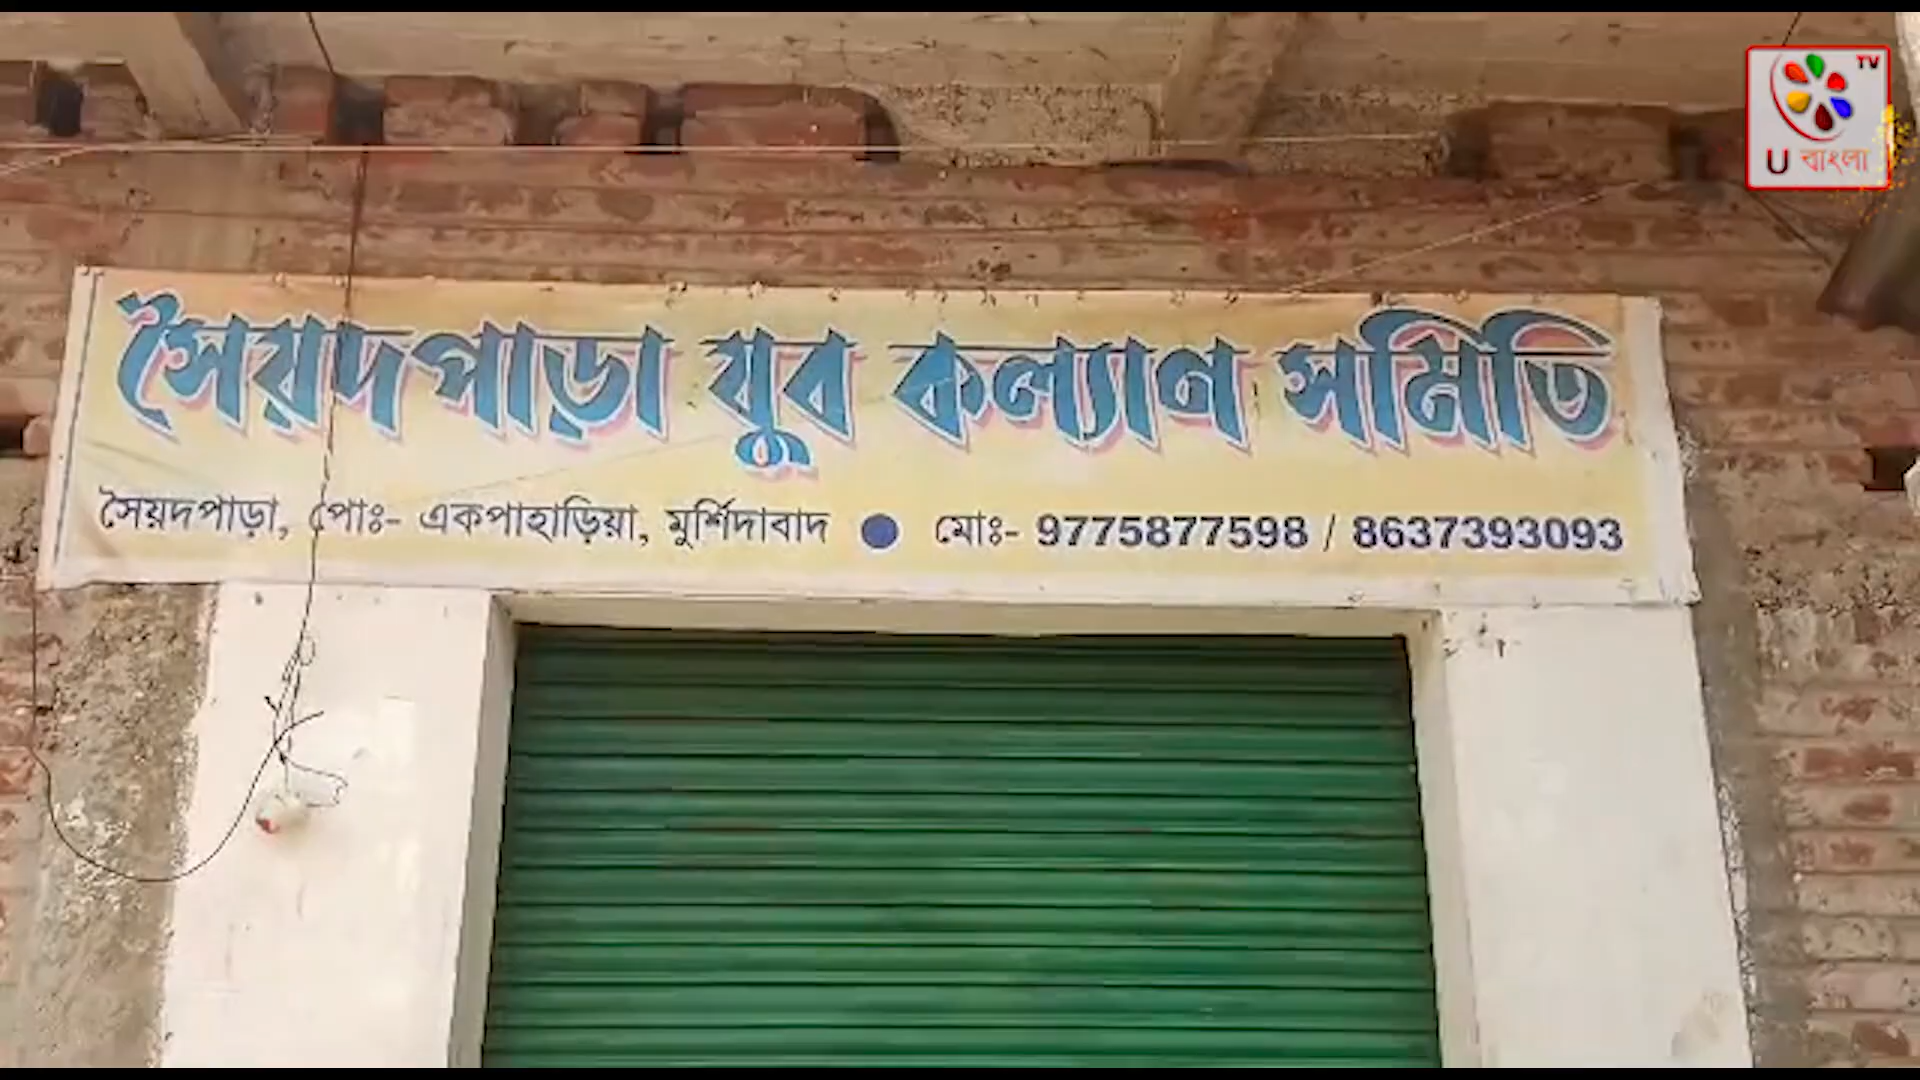 TV
U বাংলা
সৈয়দপাড়া যুব কল্যাণ সমিতি
সৈয়দপাড়া, পোঃ- একপাহাড়িয়া, মুর্শিদাবাদ ● মোঃ- 9775877598 / 8637393093